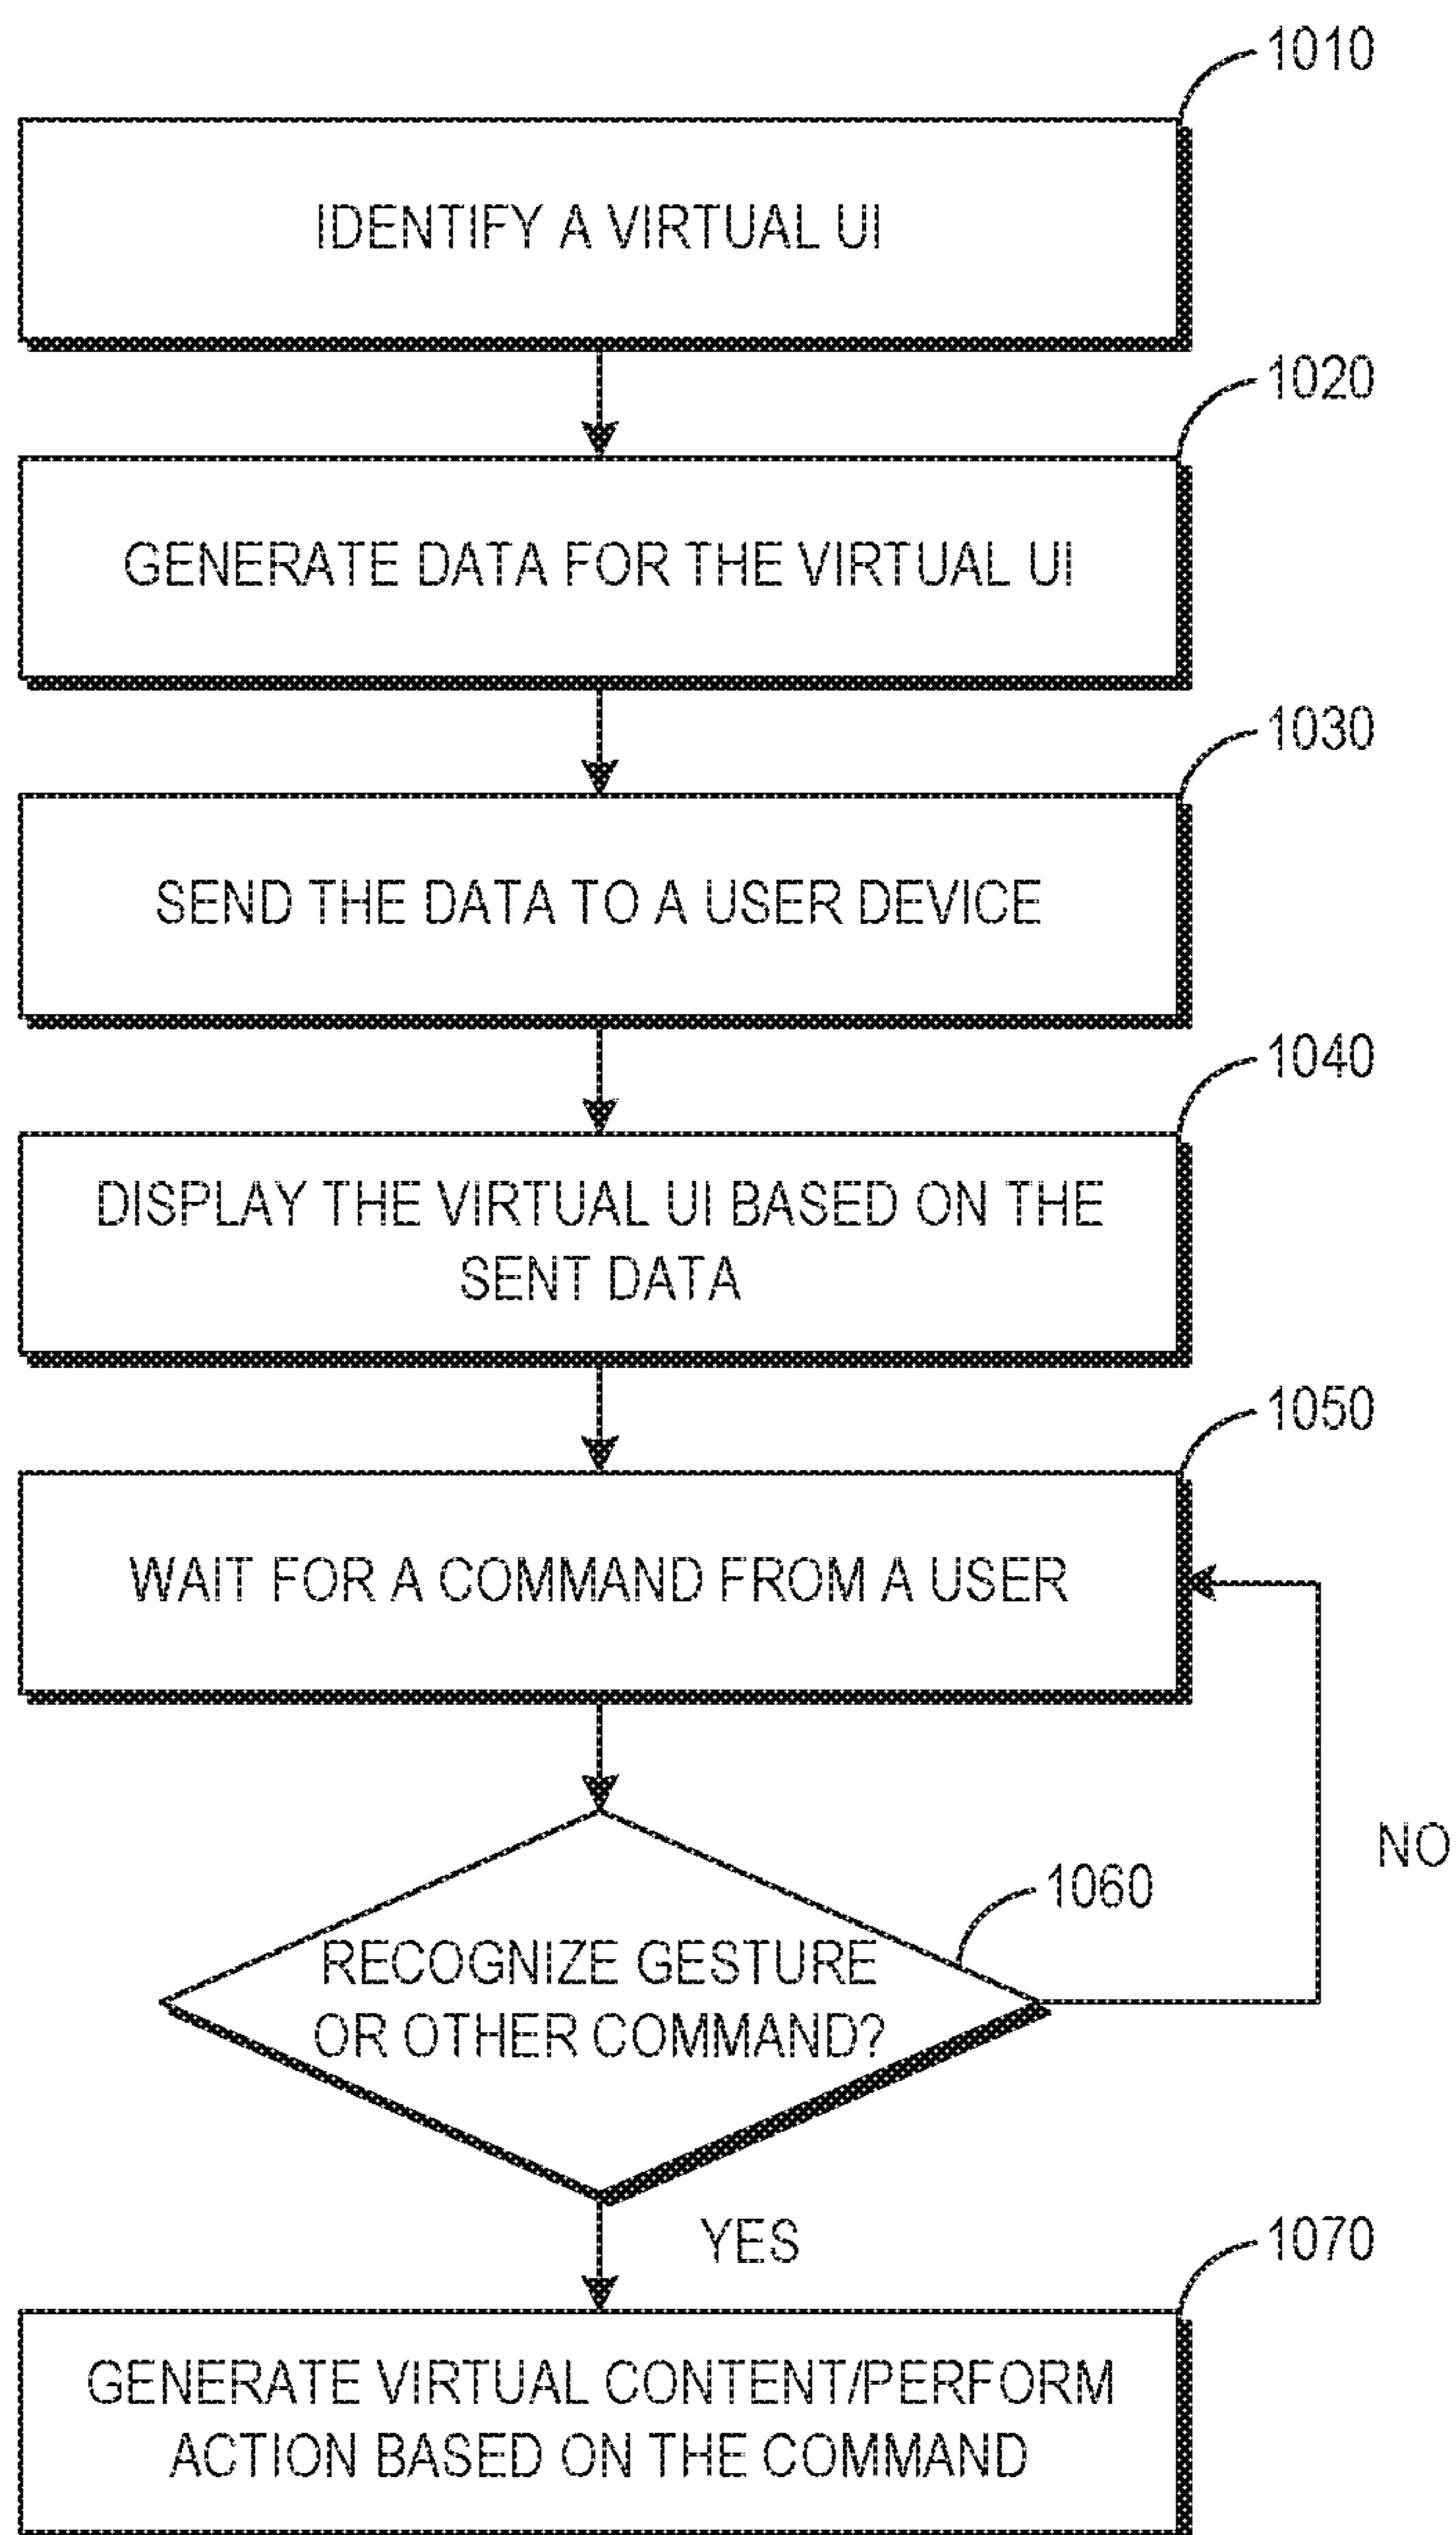 1010
IDENTIFY A VIRTUAL UI
1020
GENERATE DATA FOR THE VIRTUAL UI
1030
SEND THE DATA TO A USER DEVICE
1040
DISPLAY THE VIRTUAL UI BASED ON THE
SENT DATA
1050
WAIT FOR A COMMAND FROM A USER
NO
1060
RECOGNIZE GESTURE
OR OTHER COMMAND?
YES
1070
GENERATE VIRTUAL CONTENT/PERFORM
ACTION BASED ON THE COMMAND